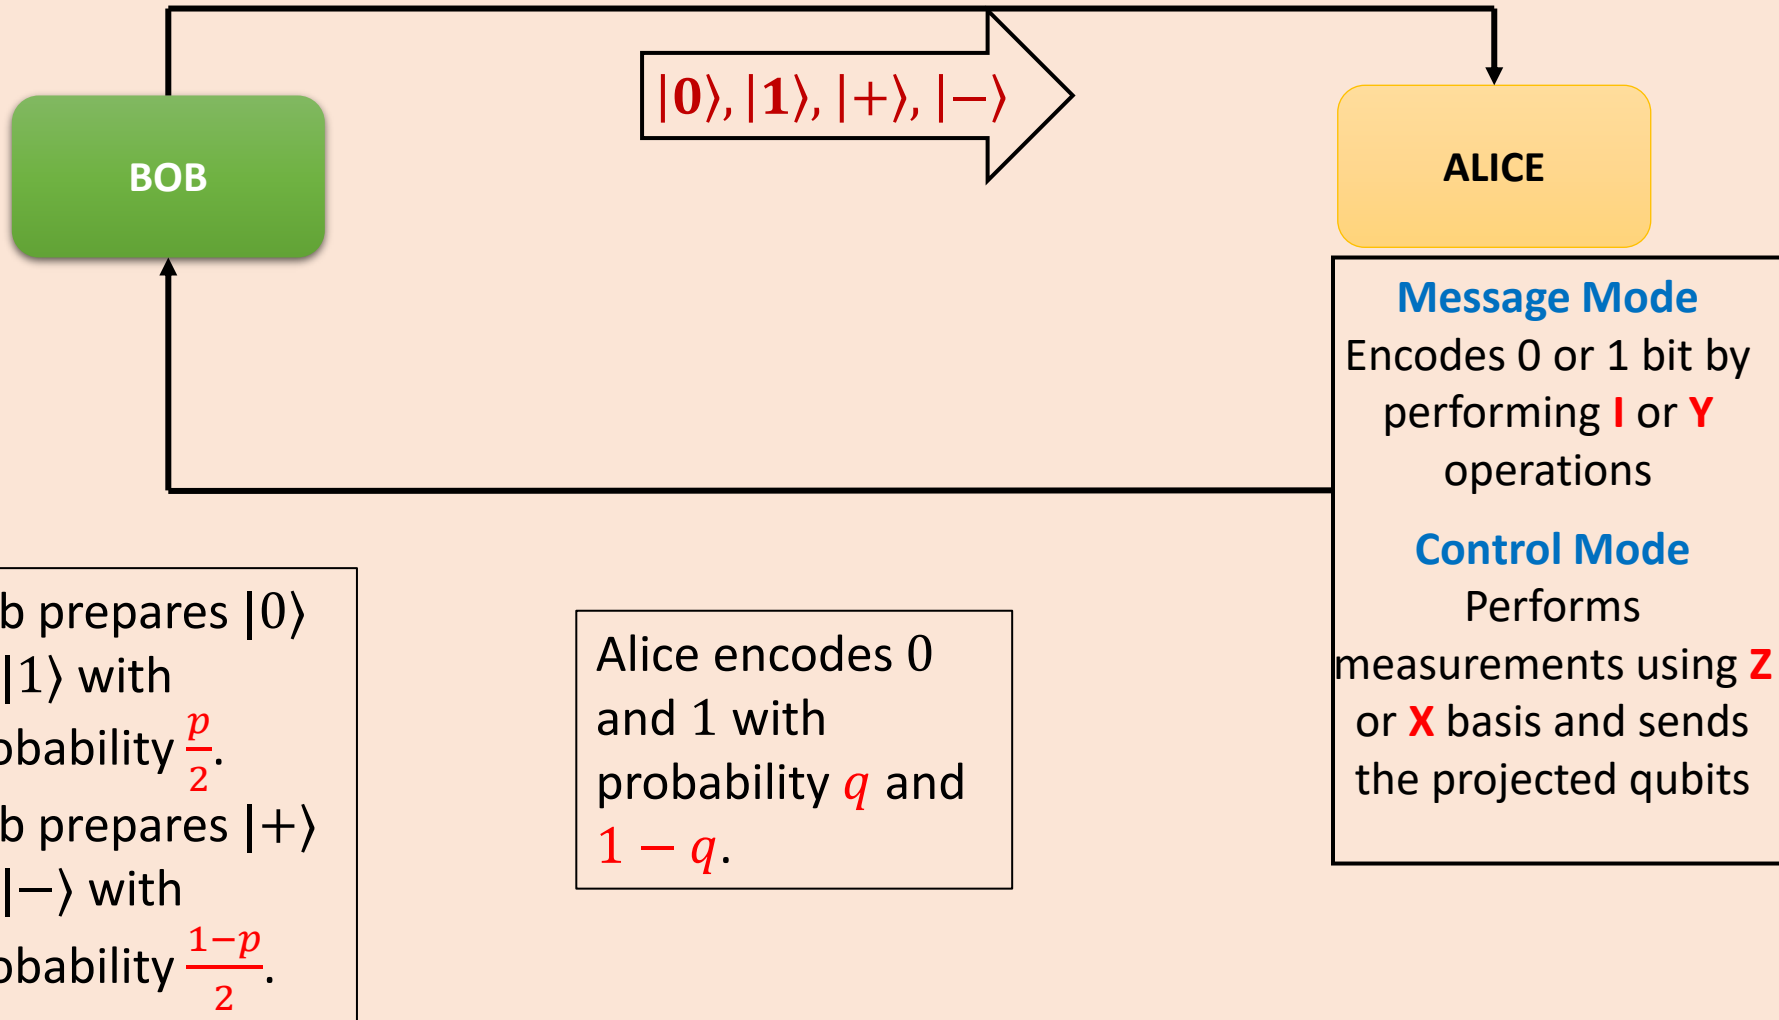 |0⟩, |1⟩, |+⟩, |−⟩
BOB
ALICE
Message Mode
Encodes 0 or 1 bit by
performing I or Y
operations
Control Mode
Performs
measurements using Z
or X basis and sends
the projected qubits
b prepares |0⟩
|1⟩ with
obability p/2.
b prepares |+⟩
|−⟩ with
obability 1−p/2.
Alice encodes 0
and 1 with
probability q and
1 − q.